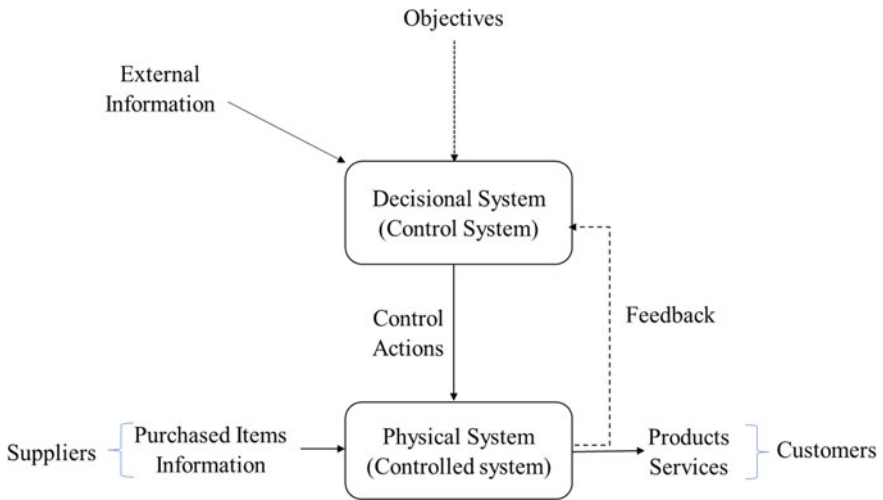 Objectives
External
Information
Decisional System
(Control System)
Control
Actions
Feedback
Suppliers
Purchased Items
Information
Physical System
(Controlled system)
Products
Services
Customers